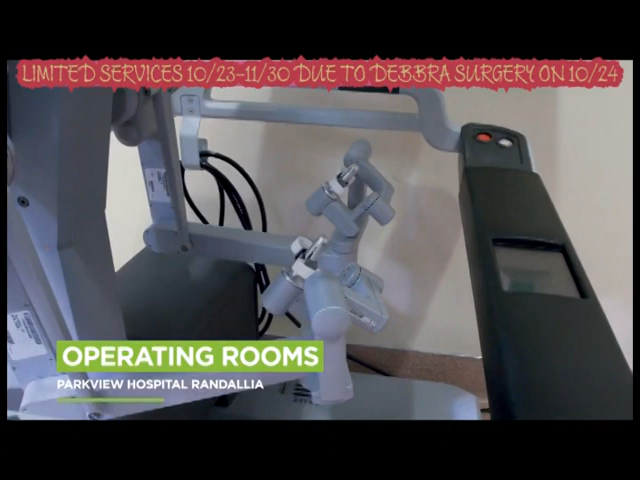 LIMITED SERVICES 10/23-11/30 DUE TO DEBBRA SURGERY ON 10/24
OPERATING ROOMS
PARKVIEW HOSPITAL RANDALLIA